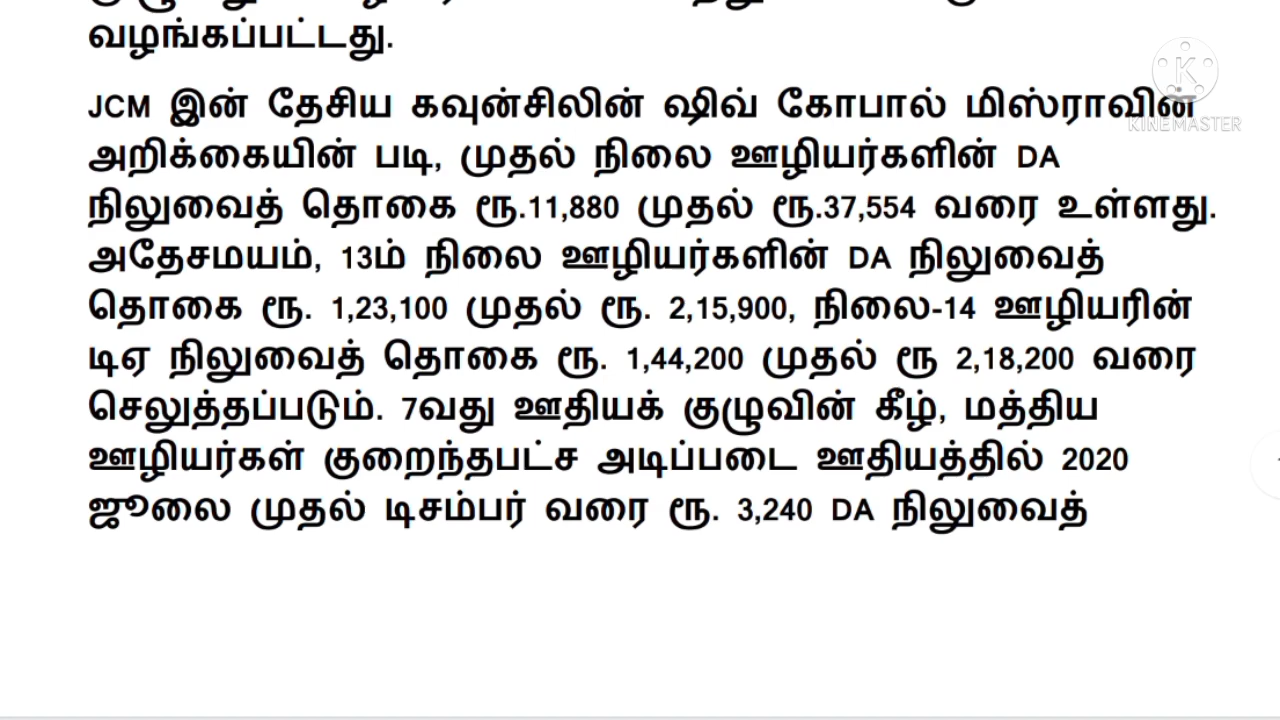 வழங்கப்பட்டது.
JCM இன் தேசிய கவுன்சிலின் ஷிவ் கோபால் மிஸ்ராவின்
அறிக்கையின் படி, முதல் நிலை ஊழியர்களின் DA
நிலுவைத் தொகை ரூ.11,880 முதல் ரூ.37,554 வரை உள்ளது.
அதேசமயம், 13ம் நிலை ஊழியர்களின் DA நிலுவைத்
தொகை ரூ. 1,23,100 முதல் ரூ. 2,15,900, நிலை-14 ஊழியரின்
டிஏ நிலுவைத் தொகை ரூ. 1,44,200 முதல் ரூ 2,18,200 வரை
செலுத்தப்படும். 7வது ஊதியக் குழுவின் கீழ், மத்திய
ஊழியர்கள் குறைந்தபட்ச அடிப்படை ஊதியத்தில் 2020
ஜூலை முதல் டிசம்பர் வரை ரூ. 3,240 DA நிலுவைத்
K
KINEMASTER